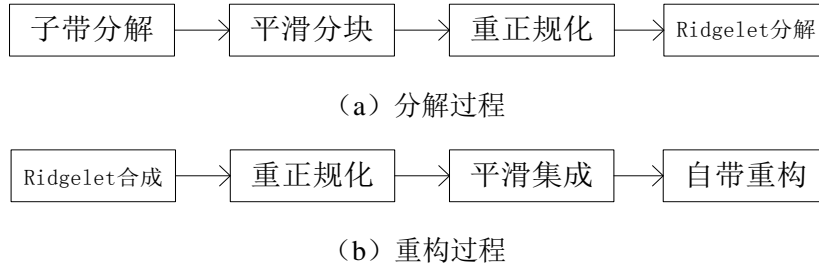 子带分解 平滑分块 重正规化 Ridgelet分解
（a）分解过程
Ridgelet合成 重正规化 平滑集成 自带重构
（b）重构过程